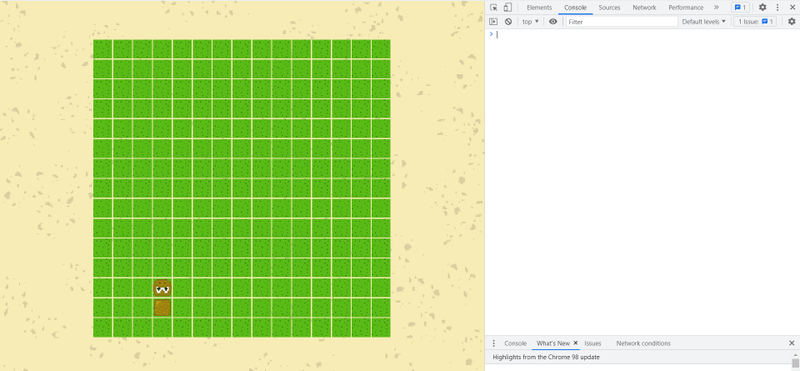 Elements Console Sources Network Performance » 1
top Filter Default levels 1 Issue: 1
Console What's New Issues Network conditions
Highlights from the Chrome 98 update